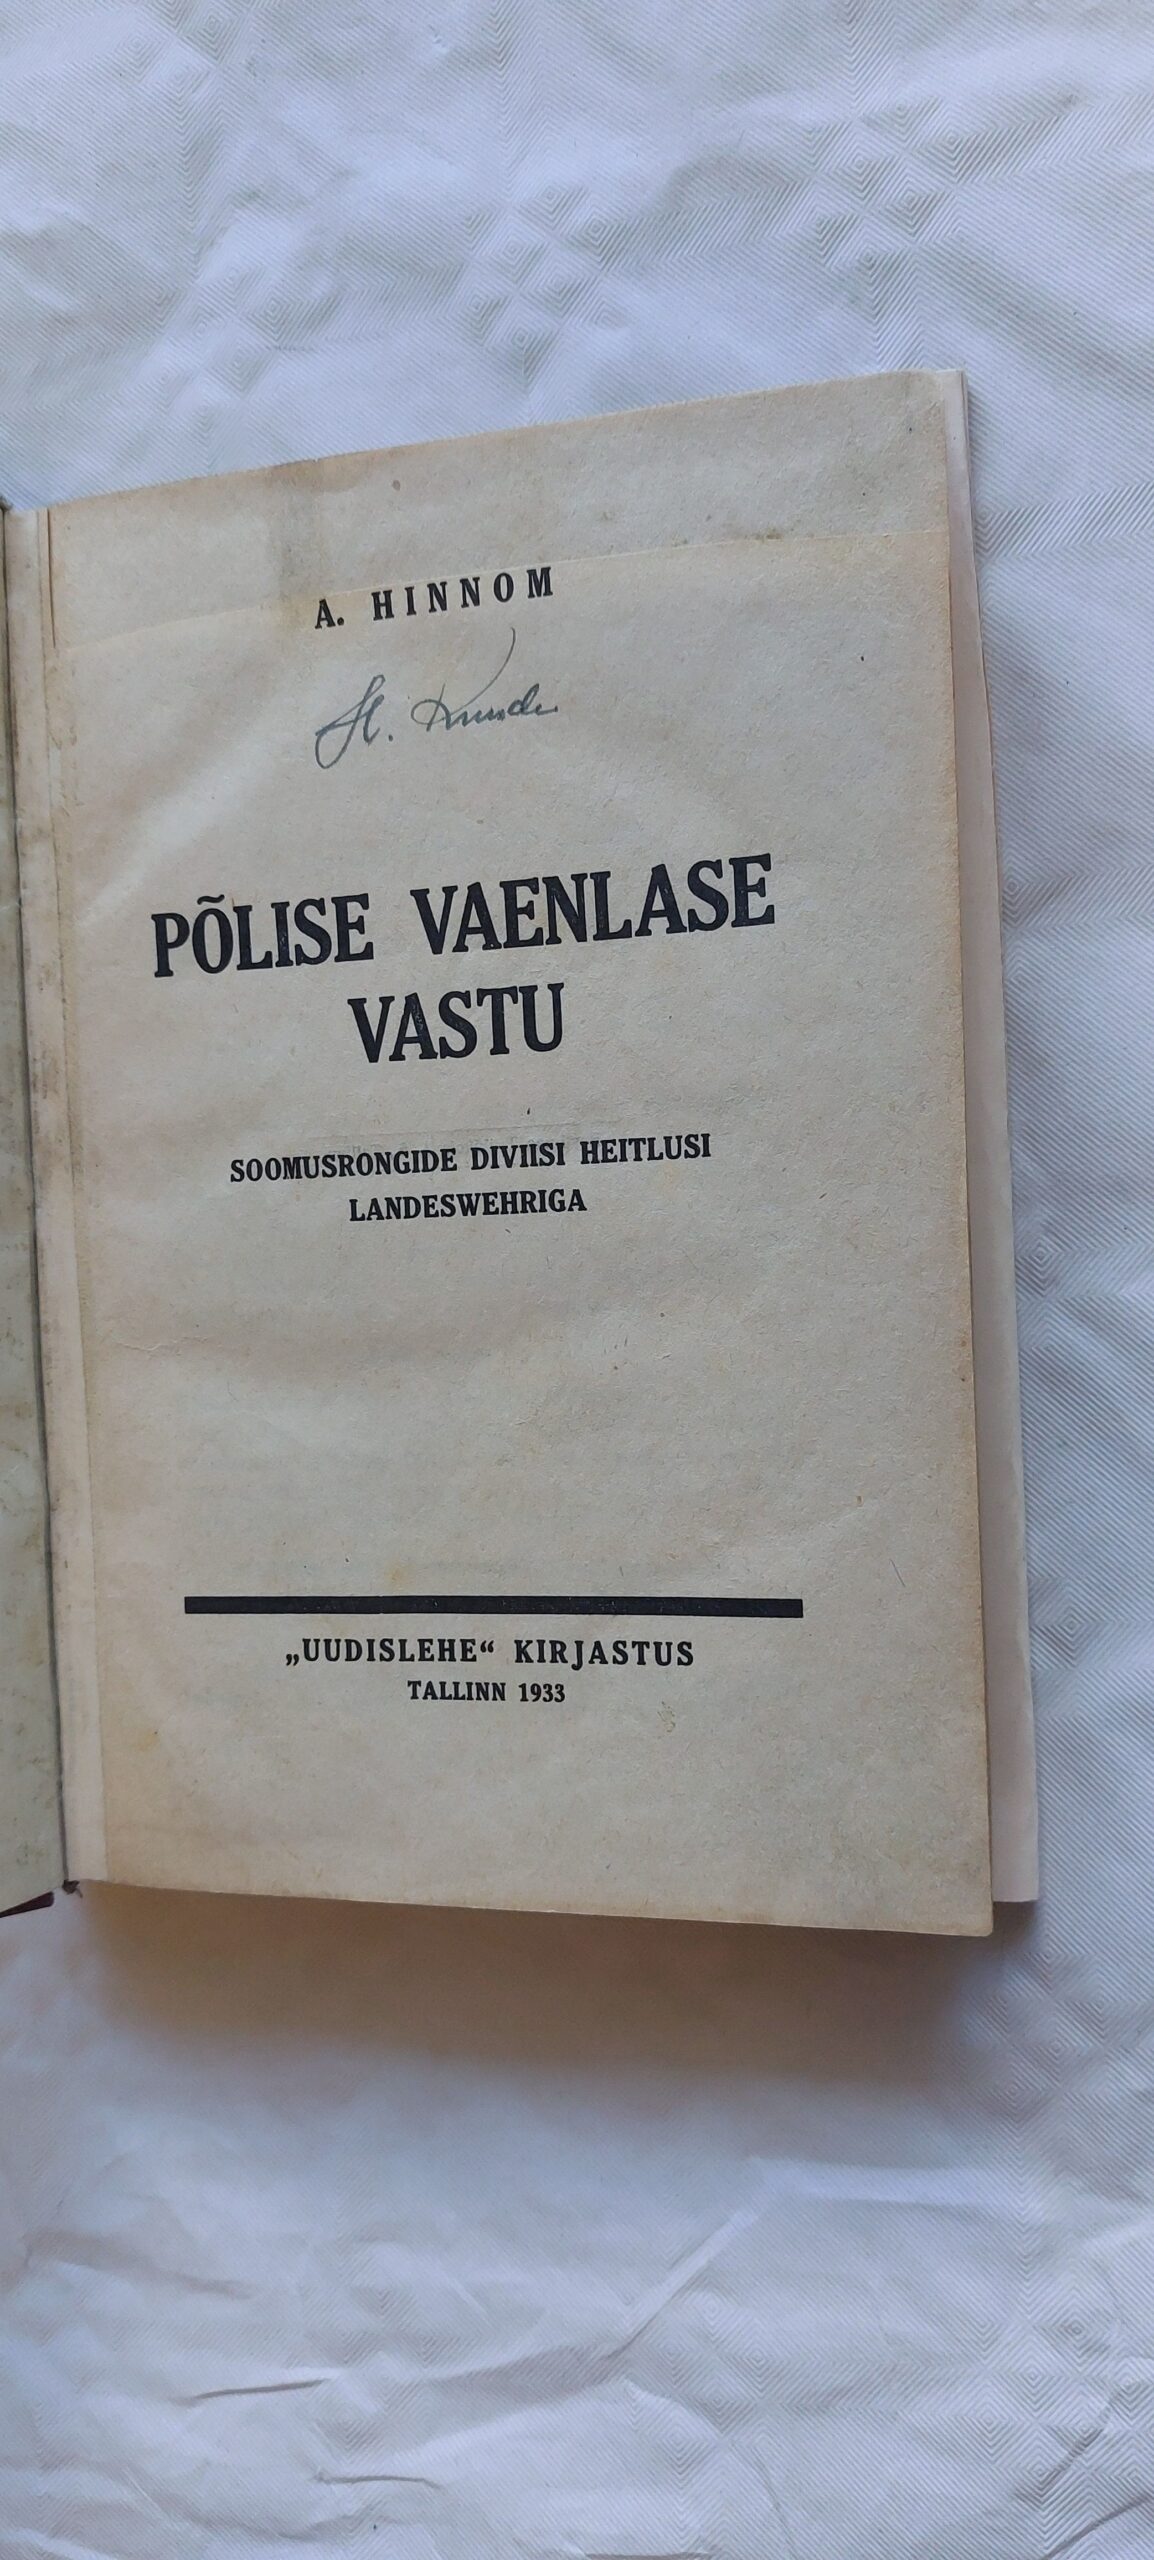 A. HINNOM
PÕLISE VAENLASE
VASTU
SOOMUSRONGIDE DIVIISI HEITLUSI
LANDESWEHRIGA
„UUDISLEHE“ KIRJASTUS
TALLINN 1933